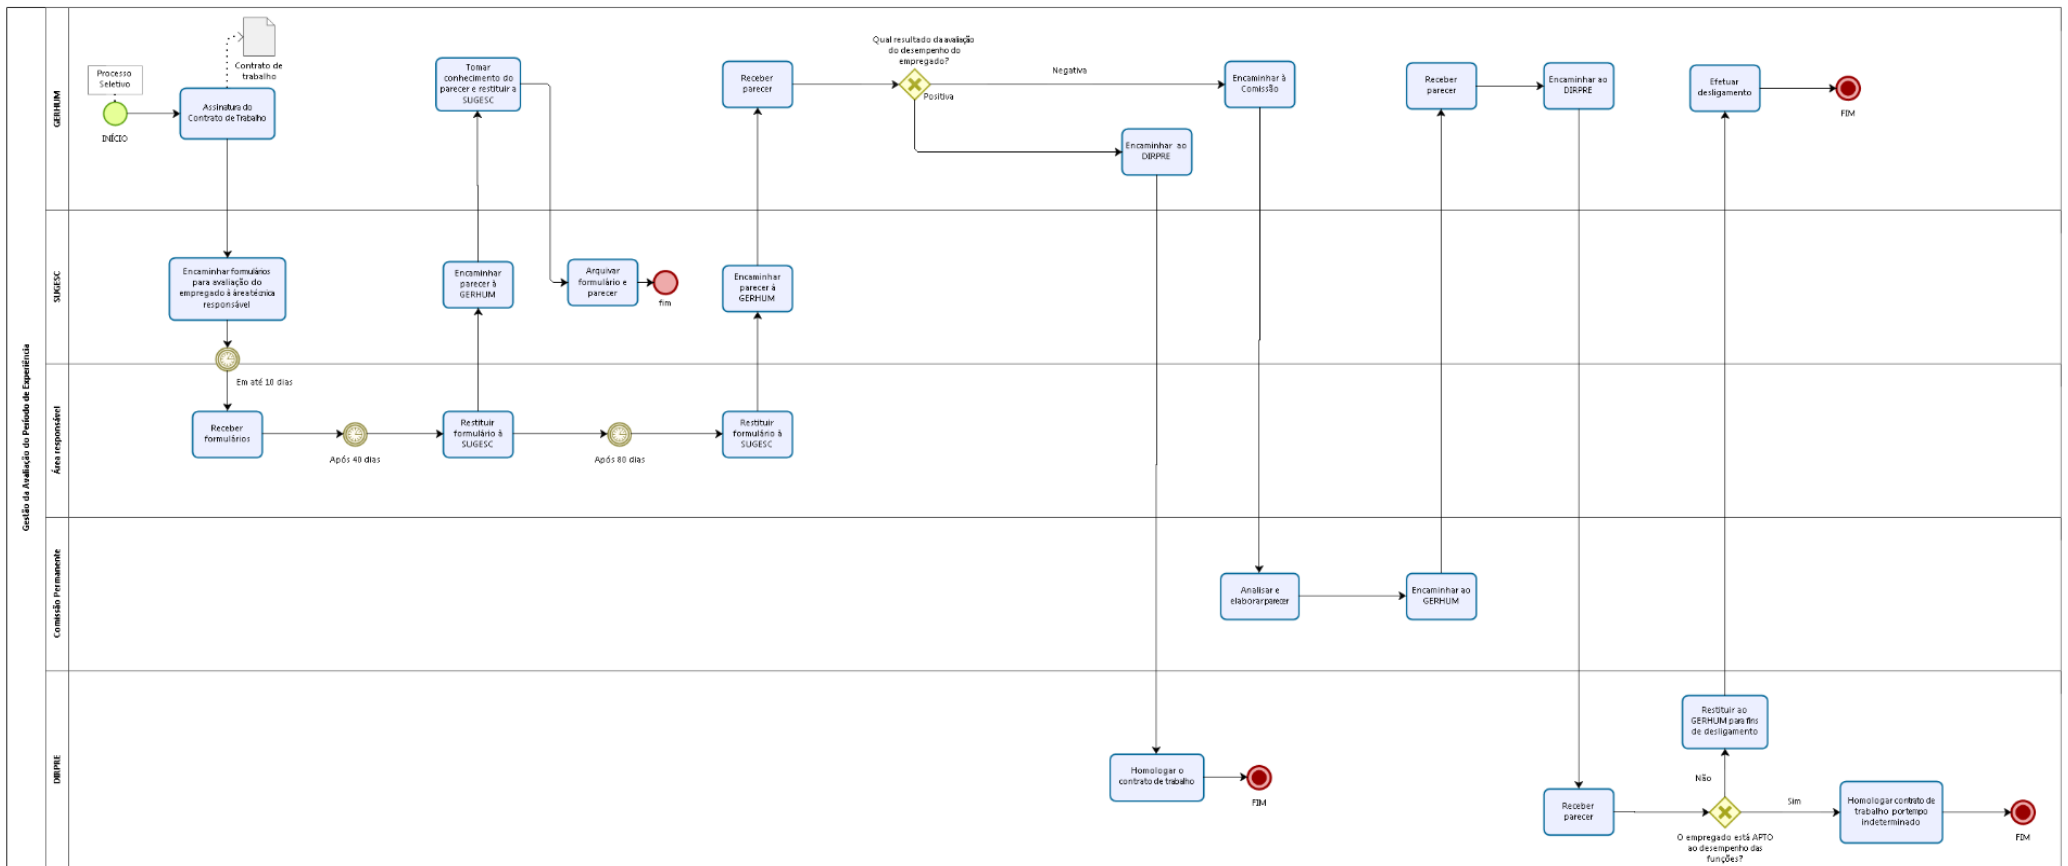 Gestão da Avaliação do Período de Experiência
GERHUM
Processo
Seletivo
INÍCIO
Contrato de
trabalho
Assinatura do
Contrato de Trabalho
Tomar
conhecimento do
parecer e restituir a
SUGESC
Receber
parecer
Qual resultado da avaliação
do desempenho do
empregado?
Negativa
Positiva
Encaminhar ao
DIRPRE
Encaminhar à
Comissão
Receber
parecer
Encaminhar ao
DIRPRE
Efetuar
desligamento
FIM
SUGESC
Encaminhar formulários
para avaliação do
empregado à área técnica
responsável
Encaminhar
parecer à
GERHUM
Arquivar
formulário e
parecer
fim
Encaminhar
parecer à
GERHUM
Área responsável
Em até 10 dias
Receber
formulários
Após 40 dias
Restituir
formulário à
SUGESC
Após 80 dias
Restituir
formulário à
SUGESC
Comissão Permanente
Analisar e
elaborar parecer
Encaminhar ao
GERHUM
DIRPRE
Homologar o
contrato de trabalho
FIM
Receber
parecer
Restituir ao
GERHUM para fins
de desligamento
Não
Sim
O empregado está APTO
ao desempenho das
funções?
Homologar contrato de
trabalho por tempo
indeterminado
FIM